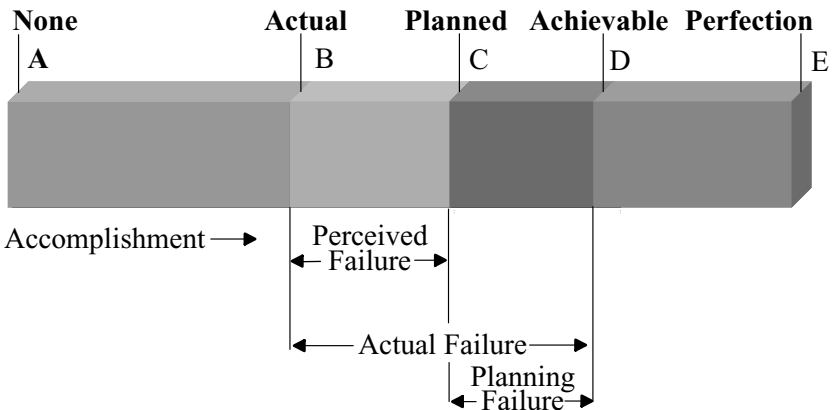 None Actual Planned Achievable Perfection
A B C D E
Accomplishment
Perceived
Failure
Actual Failure
Planning
Failure